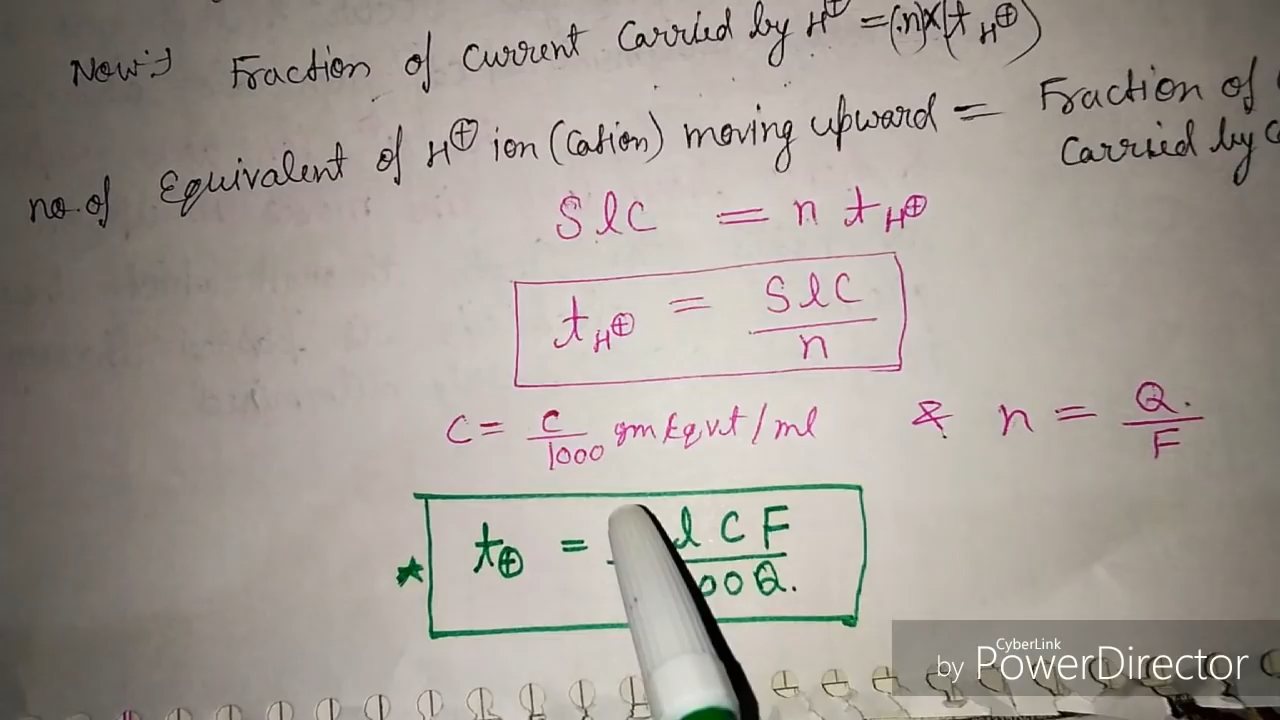 Now:→ Fraction of current carried by H⊕ = (n)×(t H⊕)
no. of Equivalent of H⊕ ion (cation) moving upward = Fraction of
carried by
SlC = n t H⊕
t H⊕ = SlC / n
C = C/1000 gm Eqvt/ml & n = Q./F
★ t⊕ = l C F / 00 Q.
CyberLink
by PowerDirector